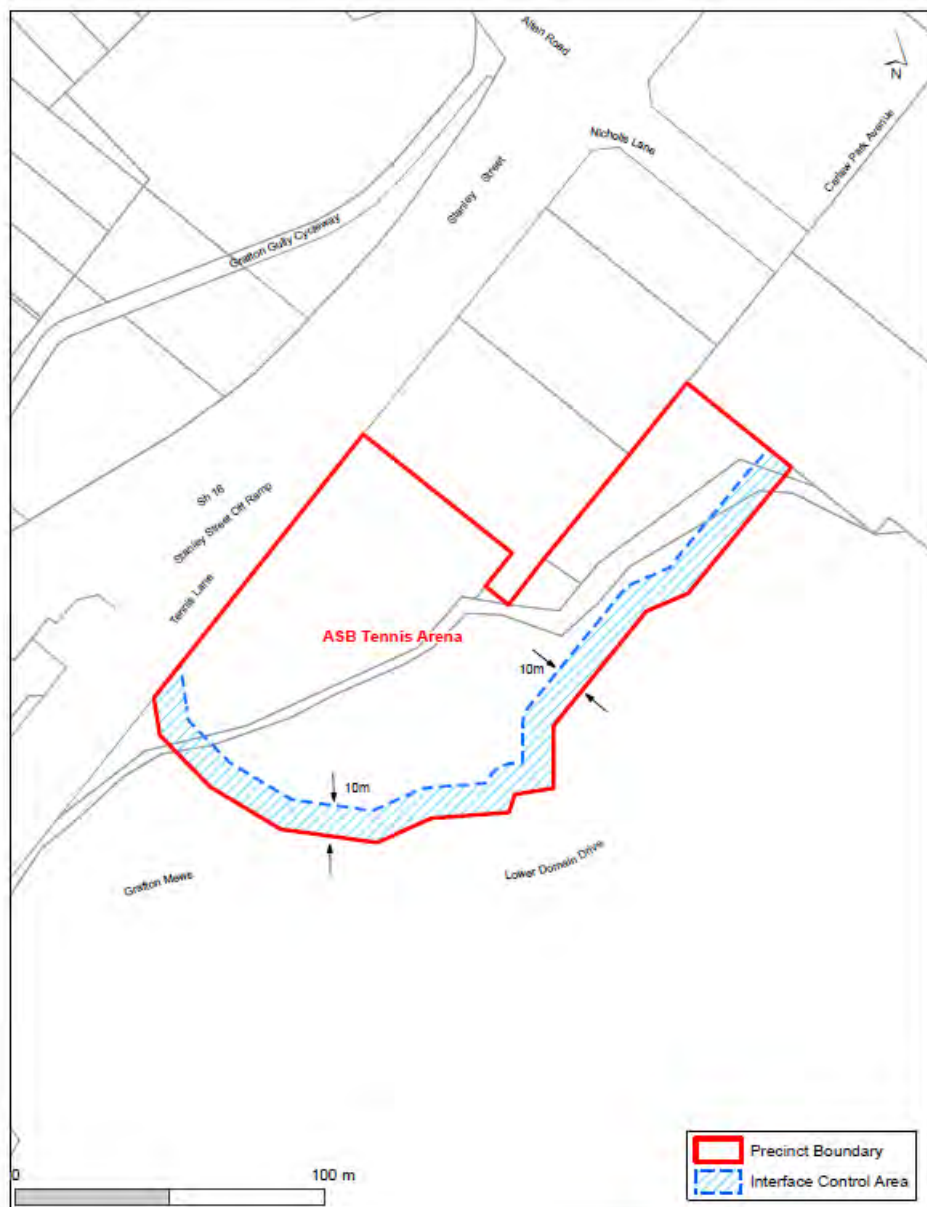 Alten Road
N
Nicholls Lane
Carlaw Park Avenue
Stanley Street
Grafton Gully Cycleway
Sh 16
Stanley Street Off Ramp
Tennis Lane
ASB Tennis Arena
10m
10m
Lower Domain Drive
Grafton Mews
0 100 m
Precinct Boundary
Interface Control Area